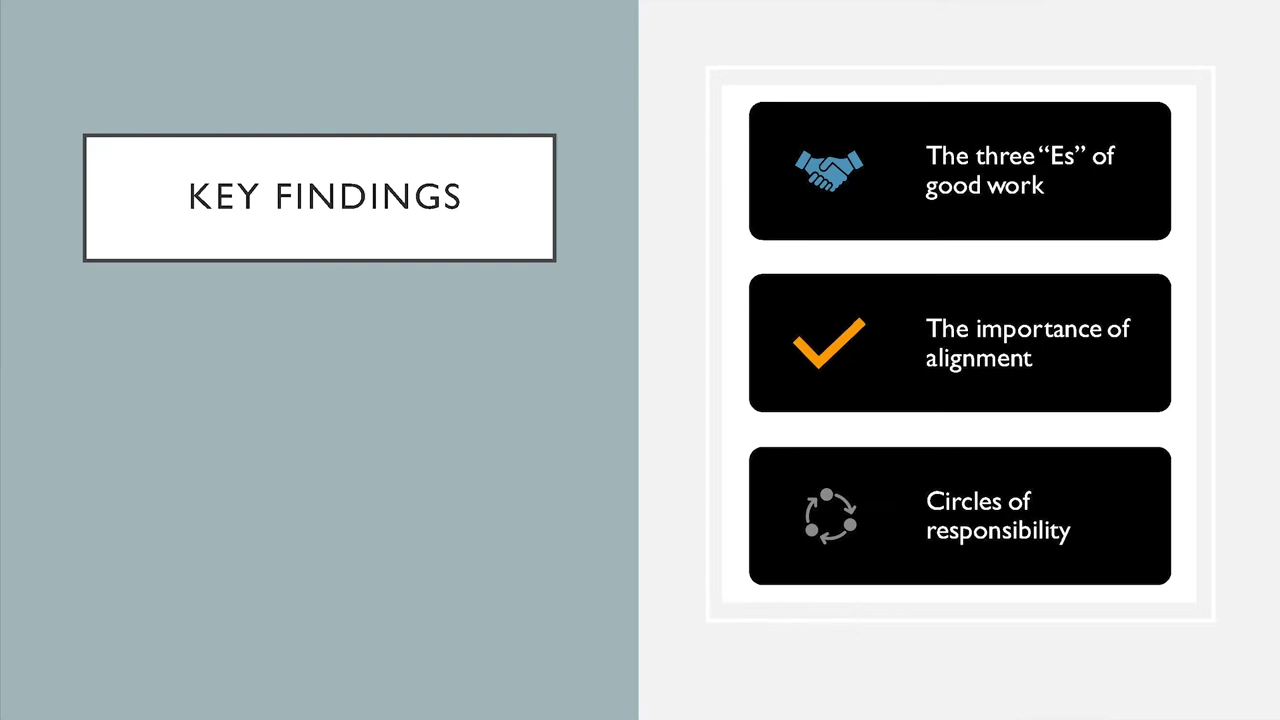 KEY FINDINGS
The three “Es” of
good work
The importance of
alignment
Circles of
responsibility